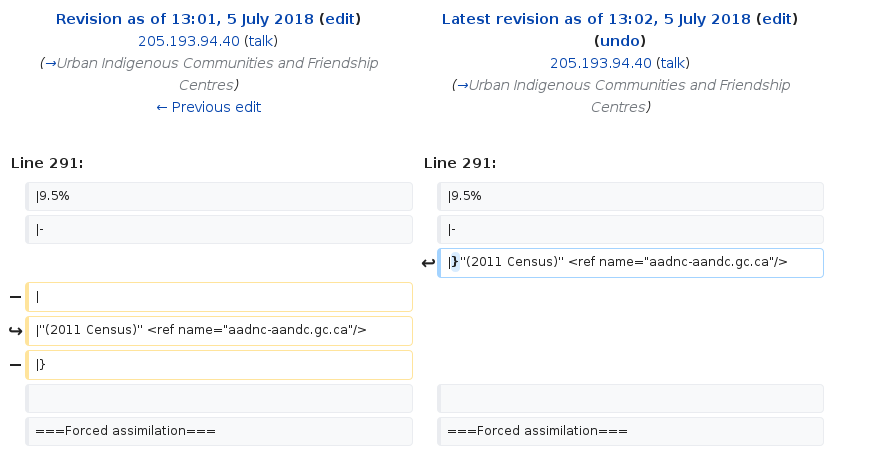 Revision as of 13:01, 5 July 2018 (edit)
205.193.94.40 (talk)
(→Urban Indigenous Communities and Friendship
Centres)
← Previous edit
Latest revision as of 13:02, 5 July 2018 (edit)
(undo)
205.193.94.40 (talk)
(→Urban Indigenous Communities and Friendship
Centres)
Line 291:
Line 291:
|9.5%
|9.5%
|-
|-
↩ |}"(2011 Census)" <ref name="aadnc-aandc.gc.ca"/>
− |
↪ |"(2011 Census)" <ref name="aadnc-aandc.gc.ca"/>
− |}
===Forced assimilation===
===Forced assimilation===